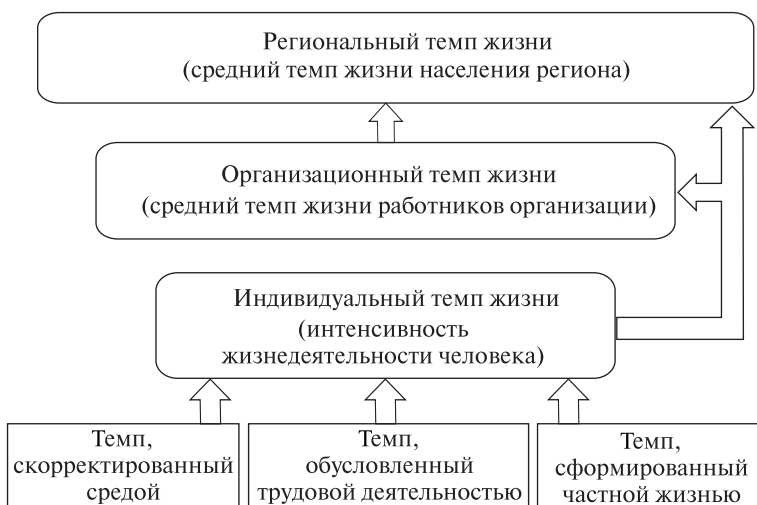 Региональный темп жизни
(средний темп жизни населения региона)
Организационный темп жизни
(средний темп жизни работников организации)
Индивидуальный темп жизни
(интенсивность
жизнедеятельности человека)
Темп,
скорректированный
средой
Темп,
обусловленный
трудовой деятельностью
Темп,
сформированный
частной жизнью